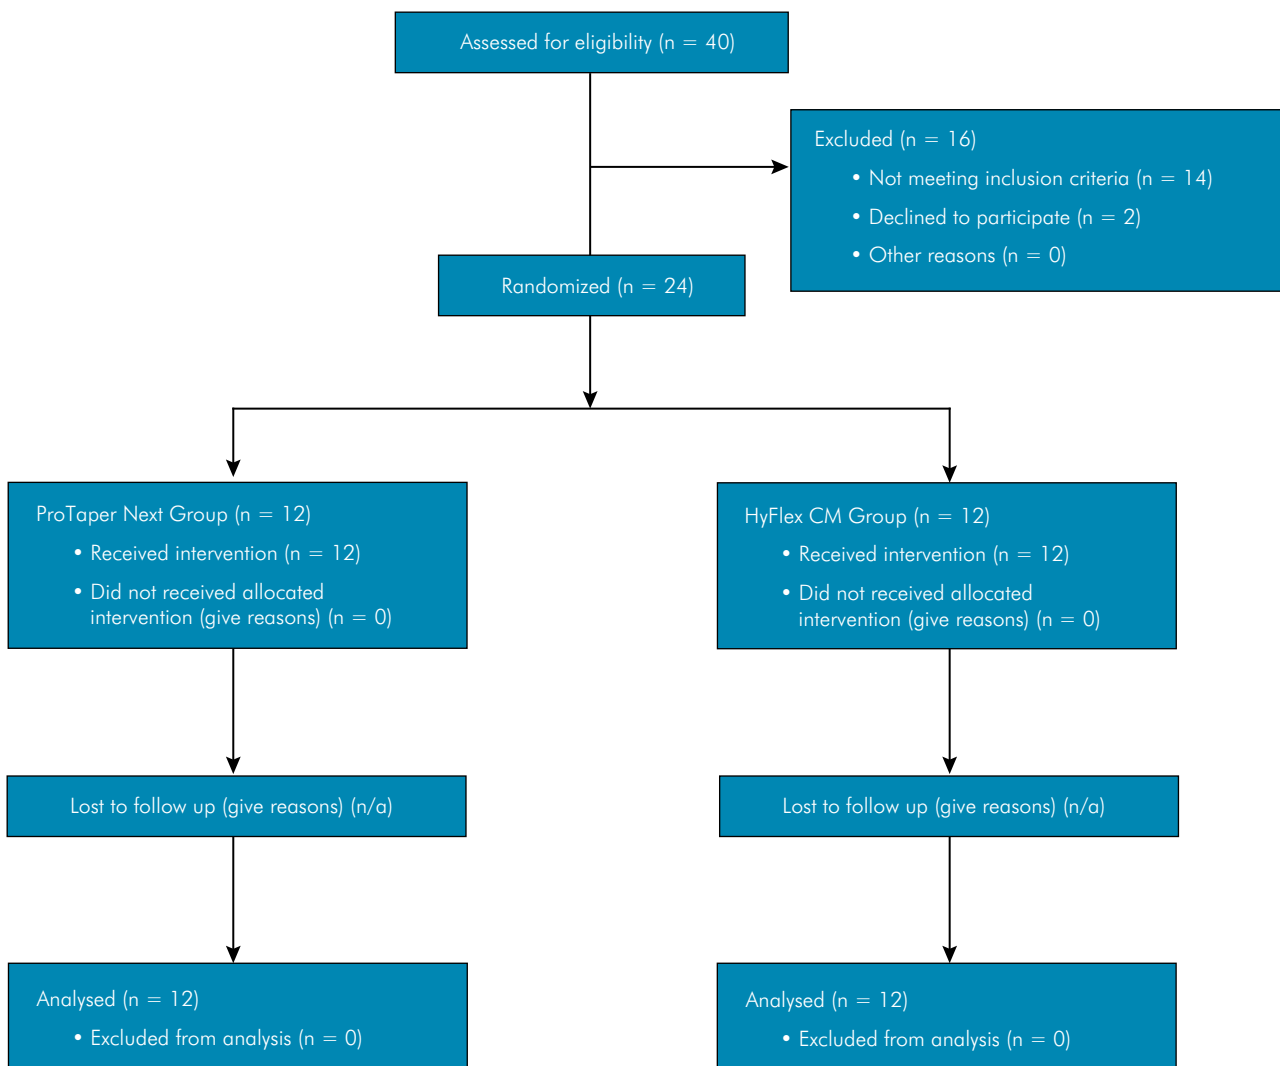 Assessed for eligibility (n = 40)
Excluded (n = 16)
• Not meeting inclusion criteria (n = 14)
• Declined to participate (n = 2)
• Other reasons (n = 0)
Randomized (n = 24)
ProTaper Next Group (n = 12)
• Received intervention (n = 12)
• Did not received allocated
intervention (give reasons) (n = 0)
HyFlex CM Group (n = 12)
• Received intervention (n = 12)
• Did not received allocated
intervention (give reasons) (n = 0)
Lost to follow up (give reasons) (n/a)
Lost to follow up (give reasons) (n/a)
Analysed (n = 12)
• Excluded from analysis (n = 0)
Analysed (n = 12)
• Excluded from analysis (n = 0)